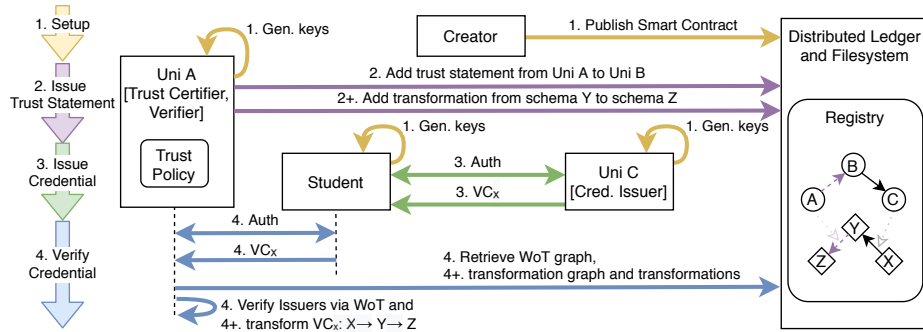 1. Setup
2. Issue
Trust Statement
3. Issue
Credential
4. Verify
Credential
1. Gen. keys
Uni A
[Trust Certifier,
Verifier]
Trust
Policy
Creator
1. Publish Smart Contract
2. Add trust statement from Uni A to Uni B
2+. Add transformation from schema Y to schema Z
1. Gen. keys
1. Gen. keys
Student
3. Auth
3. VCx
Uni C
[Cred. Issuer]
4. Auth
4. VCx
4. Retrieve WoT graph,
4+. transformation graph and transformations
4. Verify Issuers via WoT and
4+. transform VCx: X→ Y→ Z
Distributed Ledger
and Filesystem
Registry
B
A
C
Y
Z
X